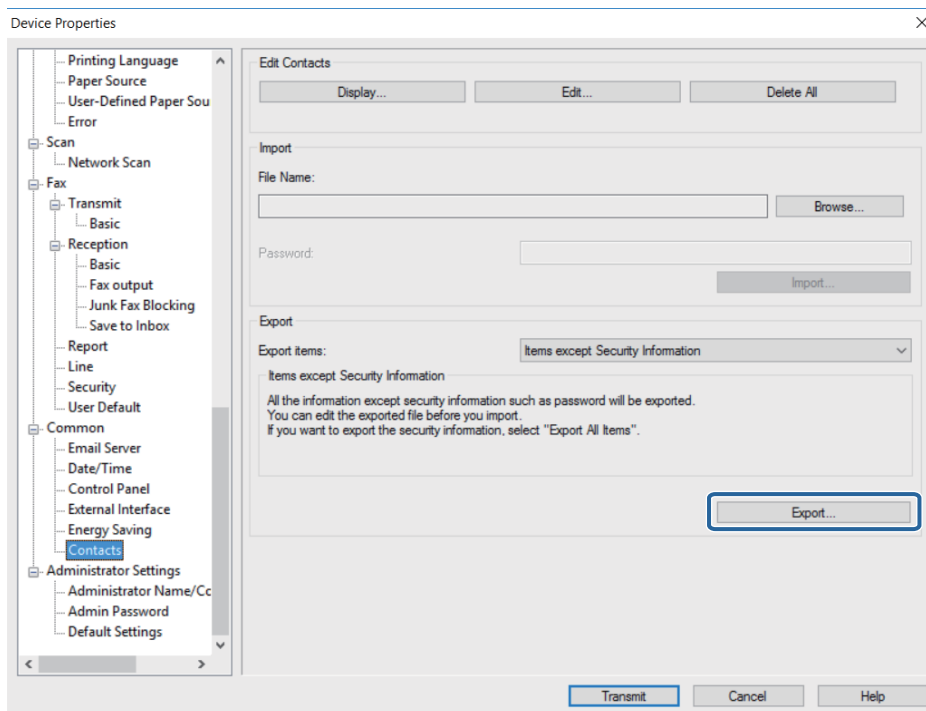 Device Properties
Printing Language
Paper Source
User-Defined Paper Sou
Error
Scan
Network Scan
Fax
Transmit
Basic
Reception
Basic
Fax output
Junk Fax Blocking
Save to Inbox
Report
Line
Security
User Default
Common
Email Server
Date/Time
Control Panel
External Interface
Energy Saving
Contacts
Administrator Settings
Administrator Name/Cc
Admin Password
Default Settings
Edit Contacts
Display... Edit... Delete All
Import
File Name:
Browse...
Password:
Import...
Export
Export items: Items except Security Information
Items except Security Information
All the information except security information such as password will be exported.
You can edit the exported file before you import.
If you want to export the security information, select "Export All Items".
Export...
Transmit Cancel Help